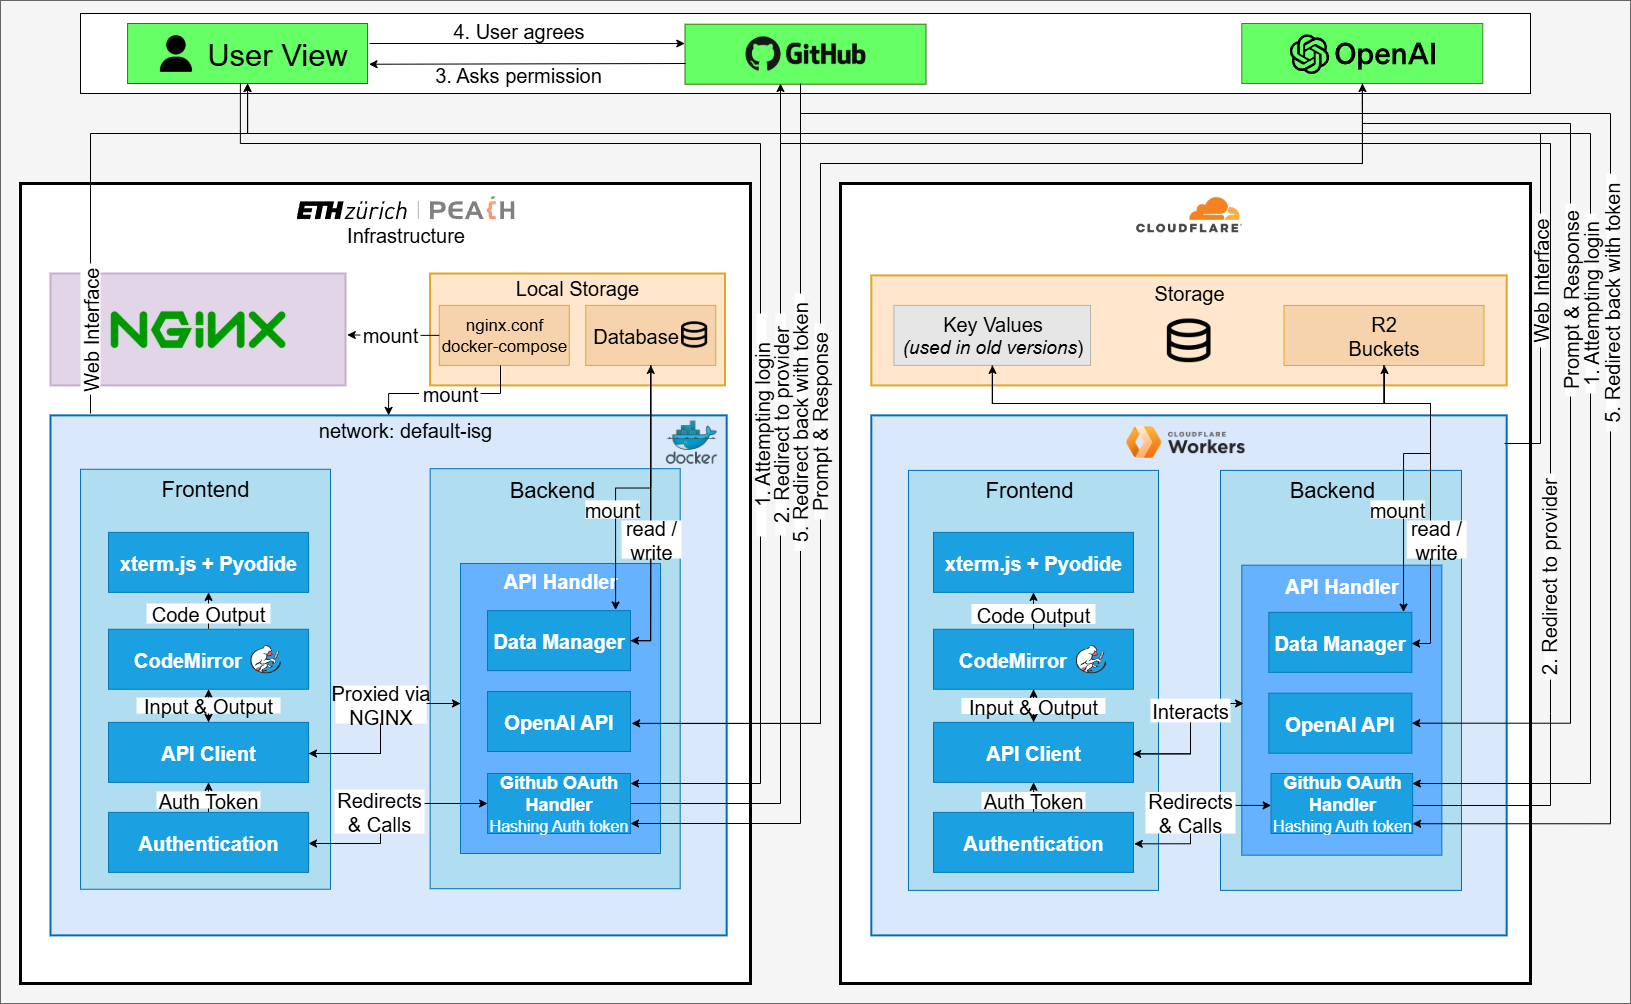 User View
4. User agrees
3. Asks permission
GitHub
OpenAI
ETH zürich | PEACH
Infrastructure
NGiNX
Web Interface
mount
Local Storage
nginx.conf
docker-compose
Database
mount
network: default-isg
docker
Frontend
xterm.js + Pyodide
Code Output
CodeMirror
Input & Output
API Client
Auth Token
Authentication
Proxied via
NGINX
Redirects
& Calls
Backend
mount
read /
write
API Handler
Data Manager
OpenAI API
Github OAuth
Handler
Hashing Auth token
1. Attempting login
2. Redirect to provider
5. Redirect back with token
Prompt & Response
CLOUDFLARE
Storage
Key Values
(used in old versions)
R2
Buckets
CLOUDFLARE
Workers
Frontend
xterm.js + Pyodide
Code Output
CodeMirror
Input & Output
API Client
Auth Token
Authentication
Interacts
Redirects
& Calls
Backend
mount
read /
write
API Handler
Data Manager
OpenAI API
Github OAuth
Handler
Hashing Auth token
Web Interface
2. Redirect to provider
Prompt & Response
1. Attempting login
5. Redirect back with token